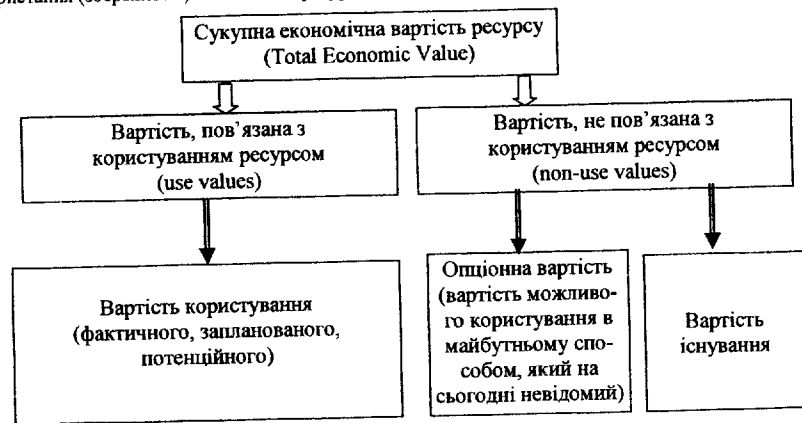 Сукупна економічна вартість ресурсу
(Total Economic Value)
Вартість, пов’язана з
користуванням ресурсом
(use values)
Вартість, не пов’язана з
користуванням ресурсом
(non-use values)
Вартість користування
(фактичного, запланованого,
потенційного)
Опціонна вартість
(вартість можливо-
го користування в
майбутньому спо-
собом, який на
сьогодні невідомий)
Вартість
існування